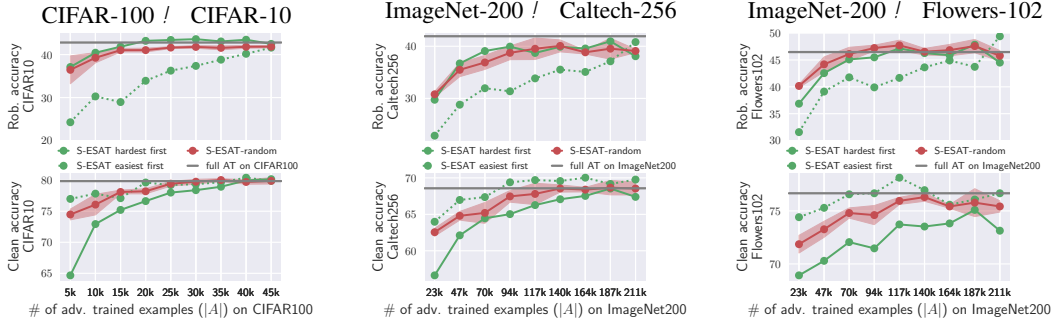 CIFAR-100 ! CIFAR-10
Rob. accuracy
CIFAR10
40
30
20
S-ESAT hardest first
S-ESAT easiest first
S-ESAT-random
full AT on CIFAR100
Clean accuracy
CIFAR10
80
75
70
65
5k 10k 15k 20k 25k 30k 35k 40k 45k
# of adv. trained examples (|A|) on CIFAR100
ImageNet-200 ! Caltech-256
Rob. accuracy
Caltech256
40
30
S-ESAT hardest first
S-ESAT easiest first
S-ESAT-random
full AT on ImageNet200
Clean accuracy
Caltech256
70
65
60
23k 47k 70k 94k 117k 140k 164k 187k 211k
# of adv. trained examples (|A|) on ImageNet200
ImageNet-200 ! Flowers-102
Rob. accuracy
Flowers102
50
45
40
35
30
S-ESAT hardest first
S-ESAT easiest first
S-ESAT-random
full AT on ImageNet200
Clean accuracy
Flowers102
75
70
23k 47k 70k 94k 117k 140k 164k 187k 211k
# of adv. trained examples (|A|) on ImageNet200